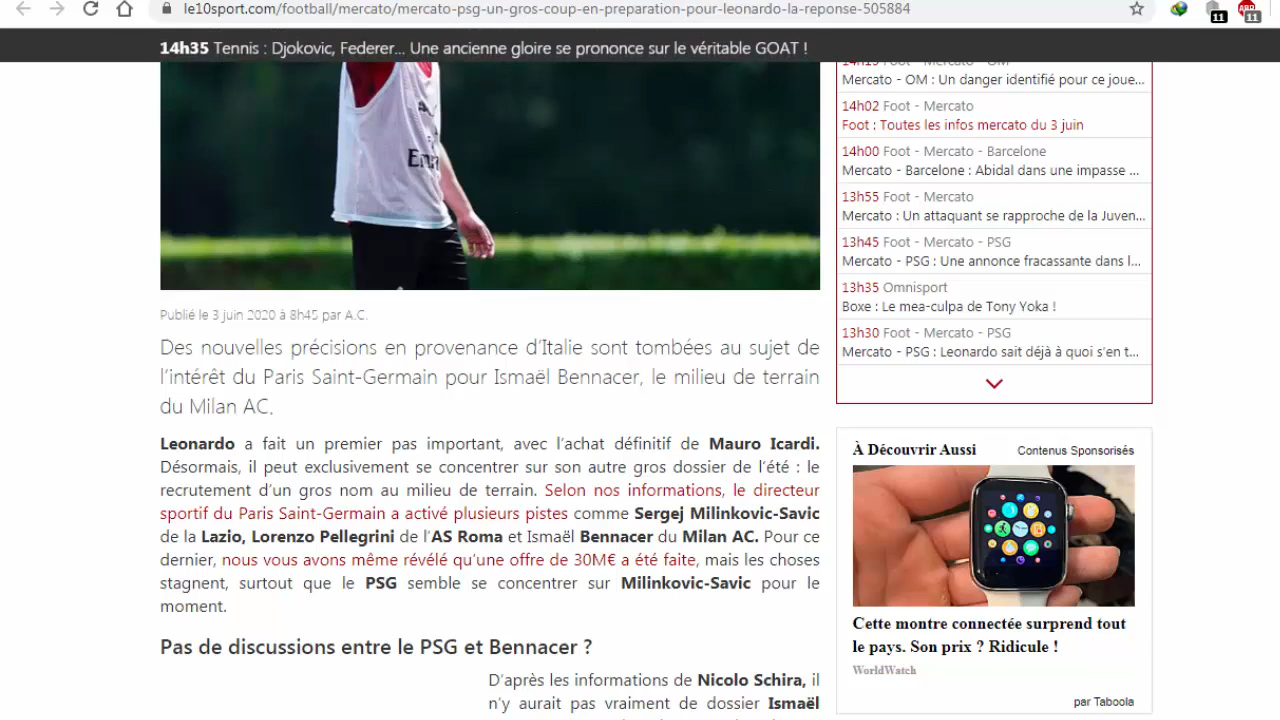 le10sport.com/football/mercato/mercato-psg-un-gros-coup-en-preparation-pour-leonardo-la-reponse-505884
11
ABP
11
14h35 Tennis : Djokovic, Federer... Une ancienne gloire se prononce sur le véritable GOAT !
Publié le 3 juin 2020 à 8h45 par A.C.
Des nouvelles précisions en provenance d’Italie sont tombées au sujet de
l’intérêt du Paris Saint-Germain pour Ismaël Bennacer, le milieu de terrain
du Milan AC.
Leonardo a fait un premier pas important, avec l’achat définitif de Mauro Icardi.
Désormais, il peut exclusivement se concentrer sur son autre gros dossier de l’été : le
recrutement d’un gros nom au milieu de terrain. Selon nos informations, le directeur
sportif du Paris Saint-Germain a activé plusieurs pistes comme Sergej Milinkovic-Savic
de la Lazio, Lorenzo Pellegrini de l’AS Roma et Ismaël Bennacer du Milan AC. Pour ce
dernier, nous vous avons même révélé qu’une offre de 30M€ a été faite, mais les choses
stagnent, surtout que le PSG semble se concentrer sur Milinkovic-Savic pour le
moment.
Pas de discussions entre le PSG et Bennacer ?
D’après les informations de Nicolo Schira, il
n’y aurait pas vraiment de dossier Ismaël
14h15 Foot - Mercato - OM
Mercato - OM : Un danger identifié pour ce joue...
14h02 Foot - Mercato
Foot : Toutes les infos mercato du 3 juin
14h00 Foot - Mercato - Barcelone
Mercato - Barcelone : Abidal dans une impasse ...
13h55 Foot - Mercato
Mercato : Un attaquant se rapproche de la Juven...
13h45 Foot - Mercato - PSG
Mercato - PSG : Une annonce fracassante dans l...
13h35 Omnisport
Boxe : Le mea-culpa de Tony Yoka !
13h30 Foot - Mercato - PSG
Mercato - PSG : Leonardo sait déjà à quoi s’en t...
À Découvrir Aussi
Contenus Sponsorisés
Cette montre connectée surprend tout
le pays. Son prix ? Ridicule !
WorldWatch
par Taboola